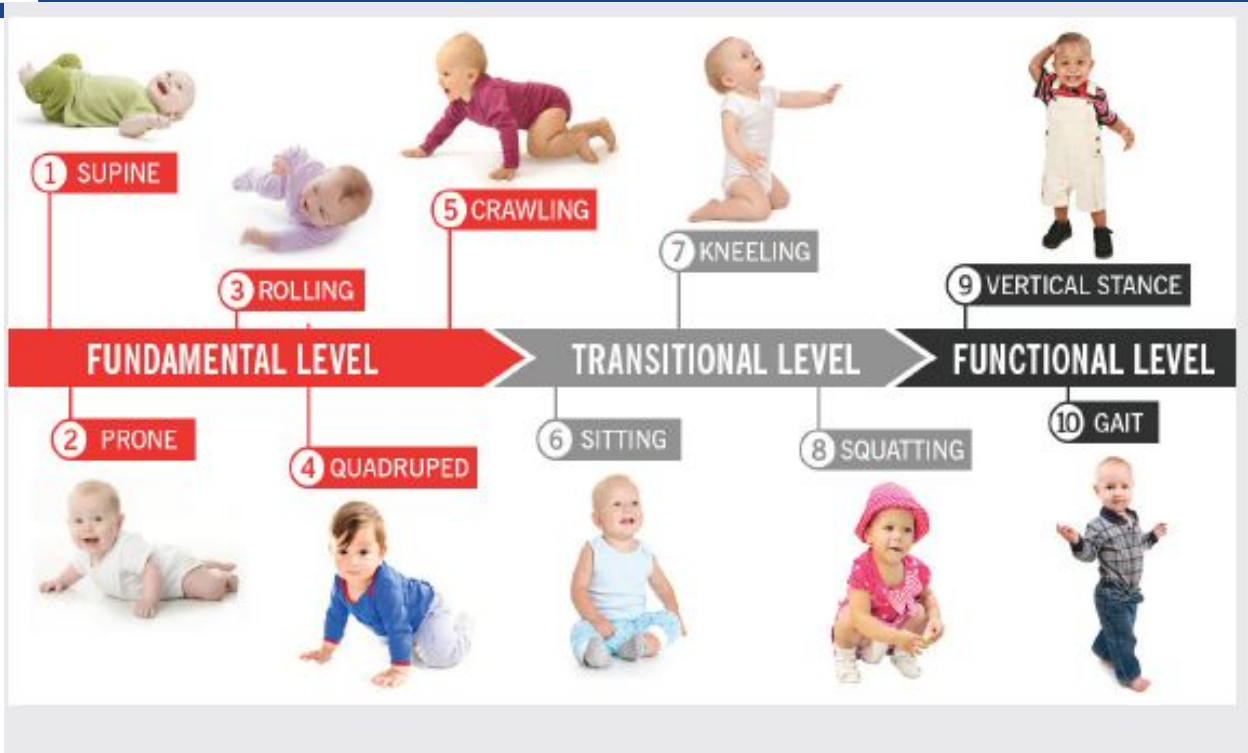 1 SUPINE
5 CRAWLING
7 KNEELING
3 ROLLING
9 VERTICAL STANCE
FUNDAMENTAL LEVEL
TRANSITIONAL LEVEL
FUNCTIONAL LEVEL
2 PRONE
4 QUADRUPED
6 SITTING
8 SQUATTING
10 GAIT